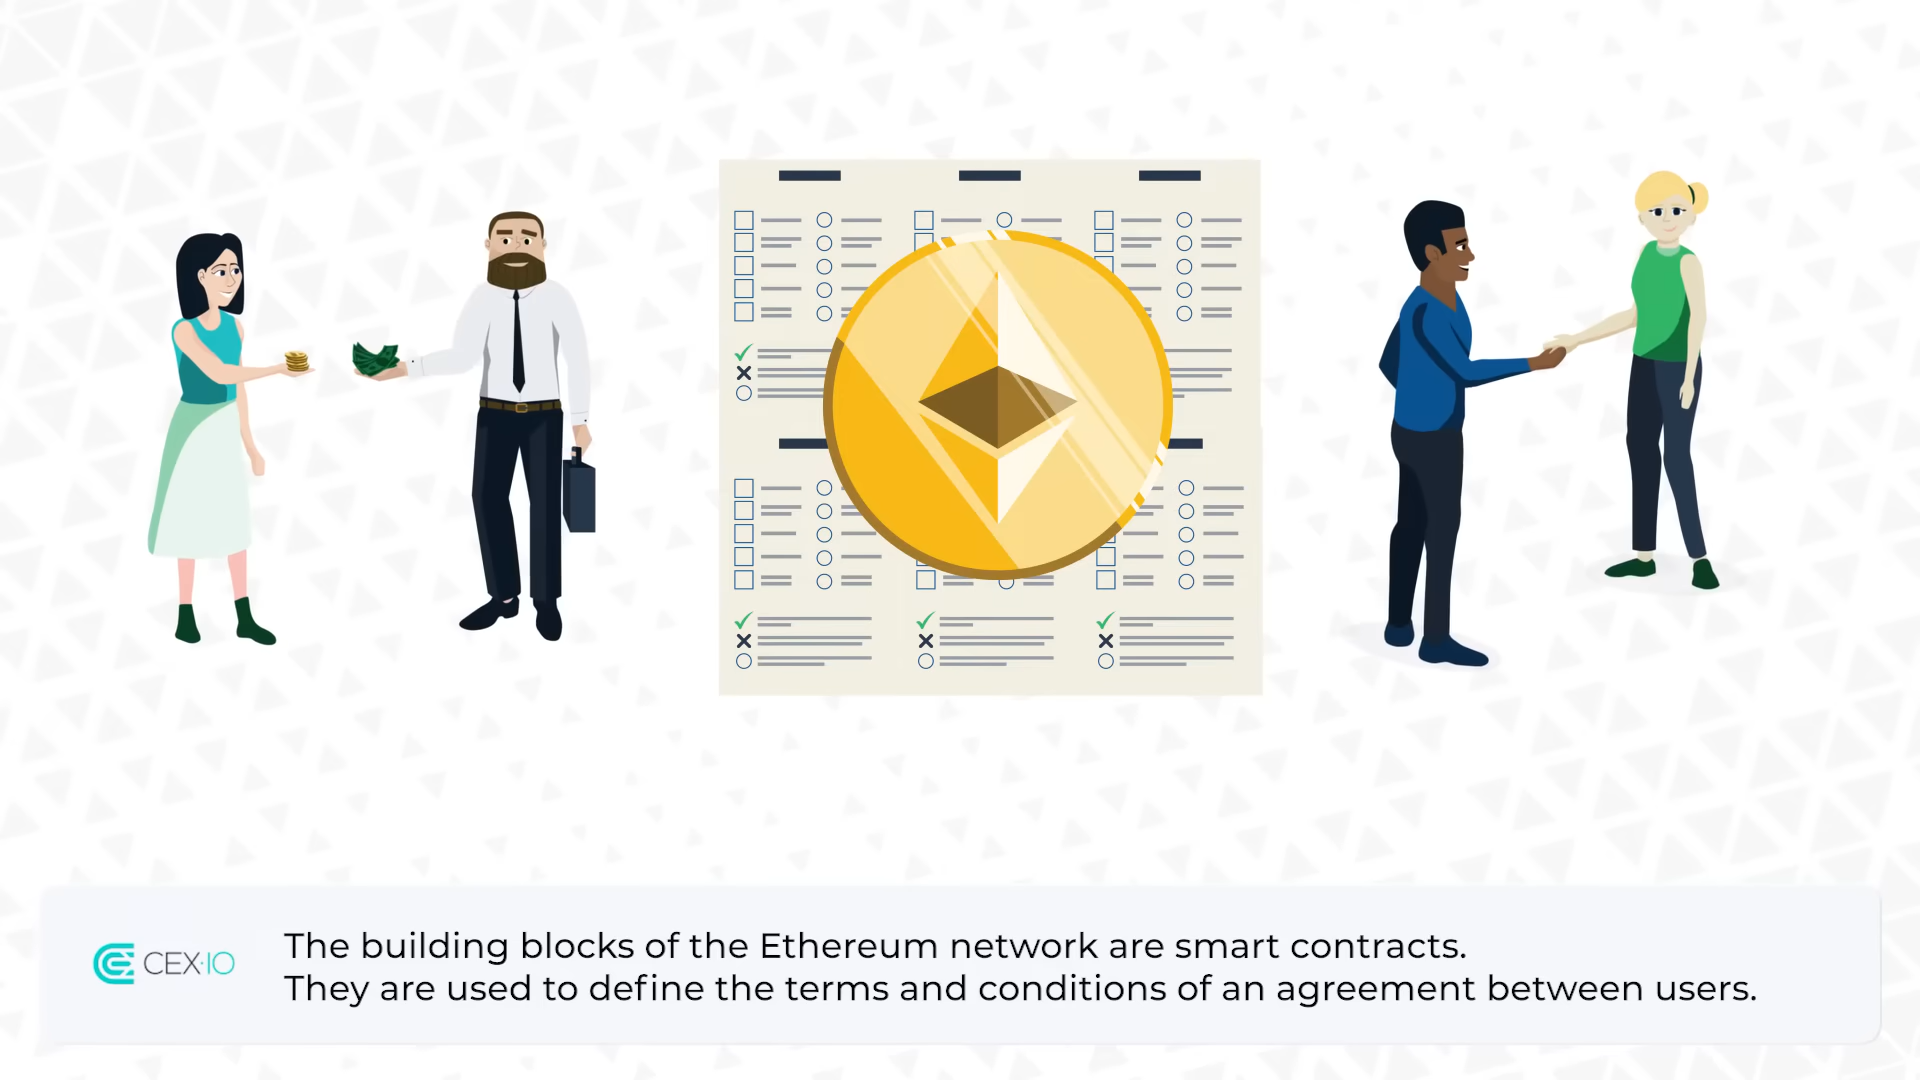 CEX·IO
The building blocks of the Ethereum network are smart contracts.
They are used to define the terms and conditions of an agreement between users.